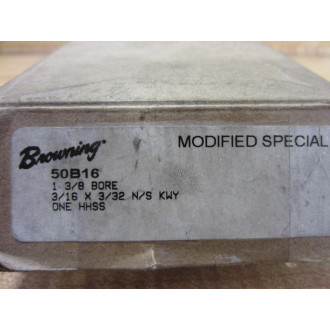 Browning
MODIFIED SPECIAL
50B16
1 3/8 BORE
3/16 X 3/32 N/S KWY
ONE HHSS